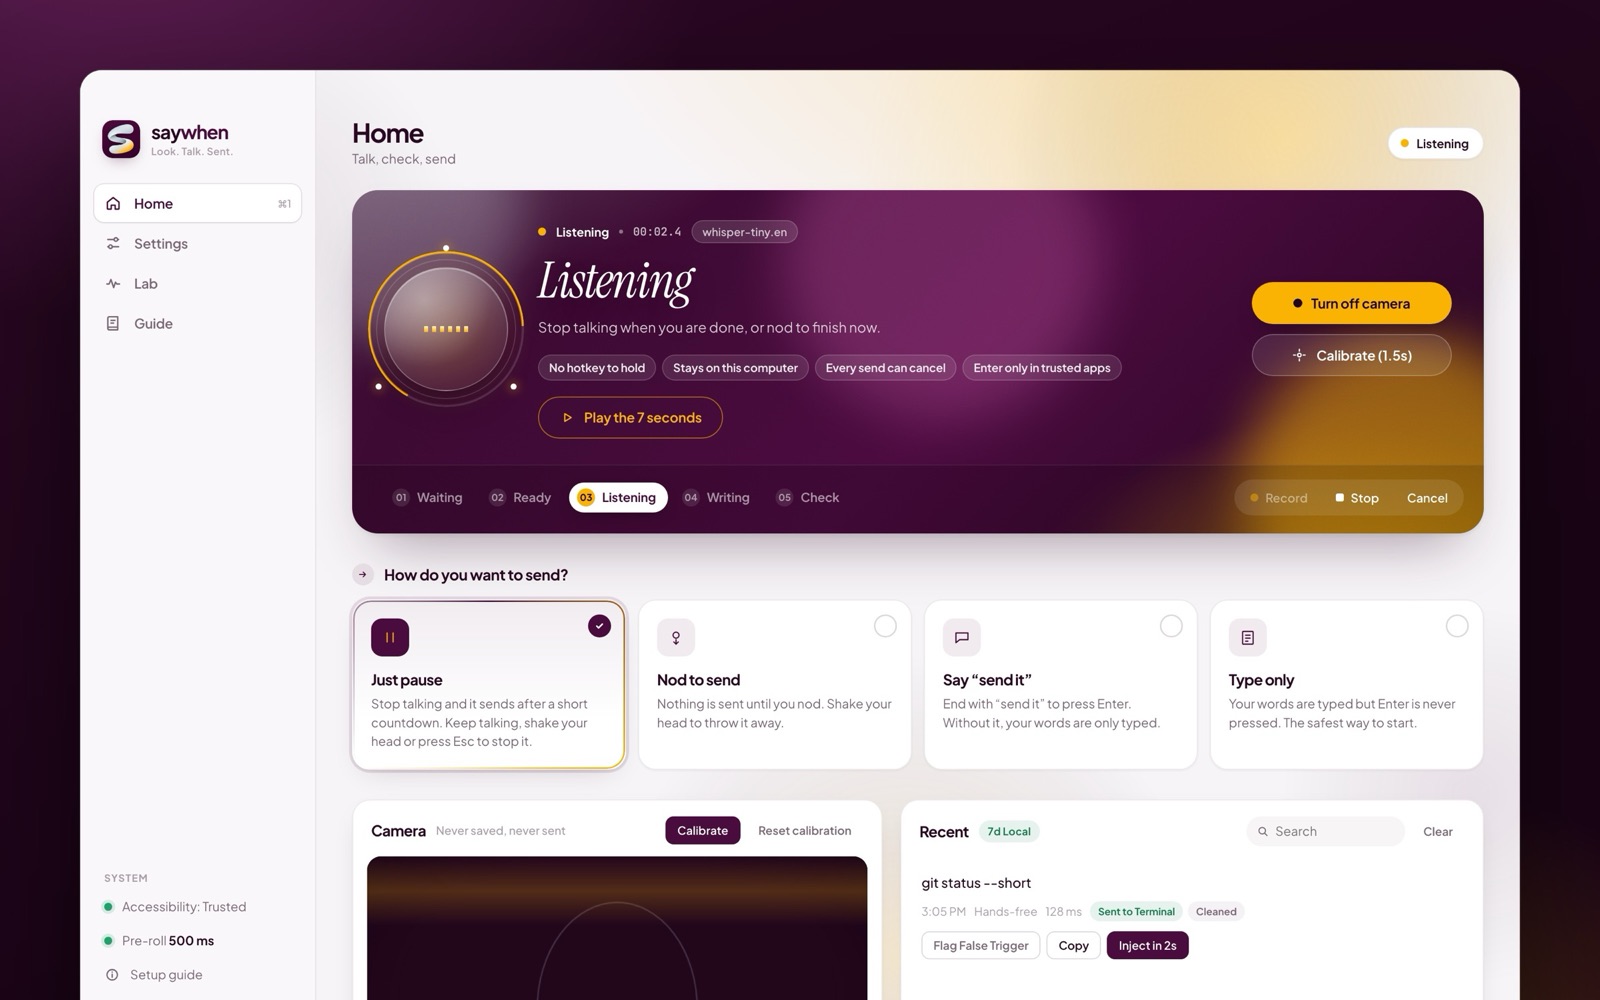 saywhen
Look. Talk. Sent.
Home ⌘1
Settings
Lab
Guide
SYSTEM
Accessibility: Trusted
Pre-roll 500 ms
Setup guide
Home
Talk, check, send
Listening
Listening • 00:02.4 whisper-tiny.en
Listening
Stop talking when you are done, or nod to finish now.
No hotkey to hold Stays on this computer Every send can cancel Enter only in trusted apps
Play the 7 seconds
Turn off camera
Calibrate (1.5s)
01 Waiting 02 Ready 03 Listening 04 Writing 05 Check
Record Stop Cancel
How do you want to send?
Just pause
Stop talking and it sends after a short
countdown. Keep talking, shake your
head or press Esc to stop it.
Nod to send
Nothing is sent until you nod. Shake your
head to throw it away.
Say “send it”
End with “send it” to press Enter.
Without it, your words are only typed.
Type only
Your words are typed but Enter is never
pressed. The safest way to start.
Camera Never saved, never sent Calibrate Reset calibration
Recent 7d Local Search Clear
git status --short
3:05 PM Hands-free 128 ms Sent to Terminal Cleaned
Flag False Trigger Copy Inject in 2s